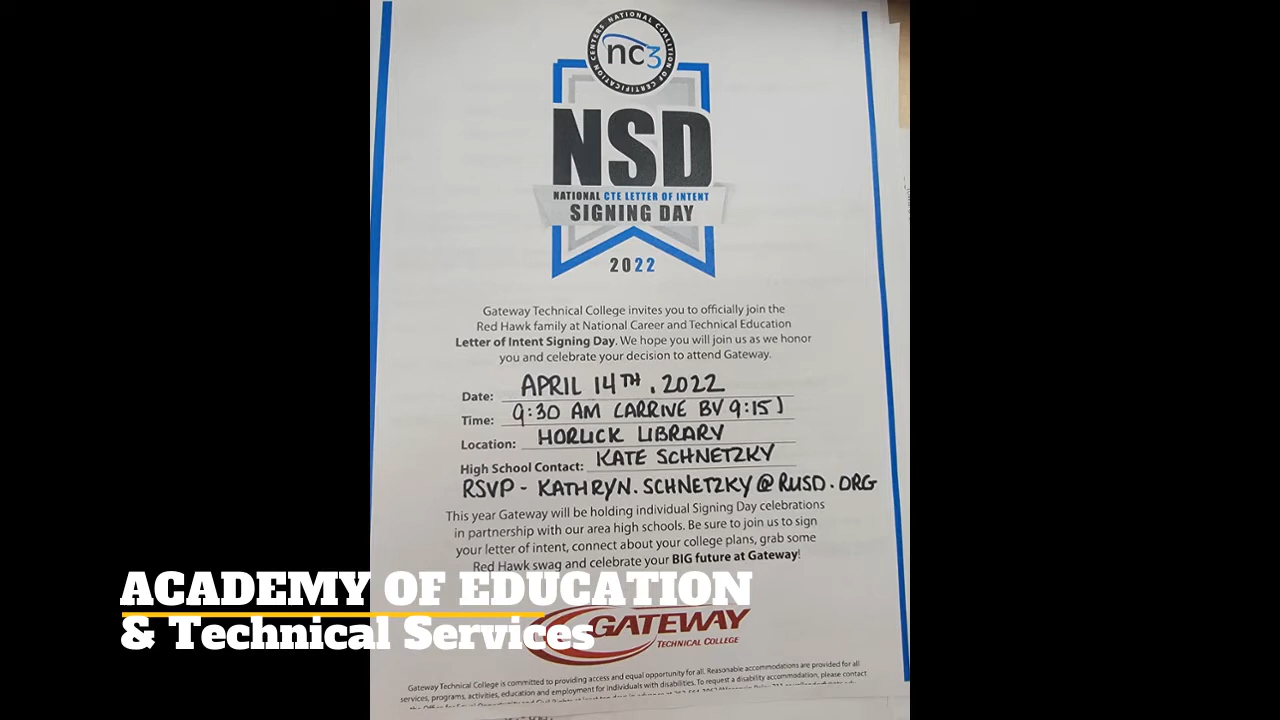 CENTERS NATIONAL COALITION OF CERTIFICATION
nc3
NSD
NATIONAL CTE LETTER OF INTENT
SIGNING DAY
2022
Gateway Technical College invites you to officially join the
Red Hawk family at National Career and Technical Education
Letter of Intent Signing Day. We hope you will join us as we honor
you and celebrate your decision to attend Gateway.
Date: APRIL 14TH, 2022
Time: 9:30 AM (ARRIVE BY 9:15)
Location: HORLICK LIBRARY
High School Contact: KATE SCHNETZKY
RSVP - KATHRYN.SCHNETZKY@RUSD.ORG
This year Gateway will be holding individual Signing Day celebrations
in partnership with our area high schools. Be sure to join us to sign
your letter of intent, connect about your college plans, grab some
Red Hawk swag and celebrate your BIG future at Gateway!
ACADEMY OF EDUCATION
& Technical Services
GATEWAY
TECHNICAL COLLEGE
Gateway Technical College is committed to providing access and equal opportunity for all. Reasonable accommodations are provided for all
services, programs, activities, education and employment for individuals with disabilities. To request a disability accommodation, please contact